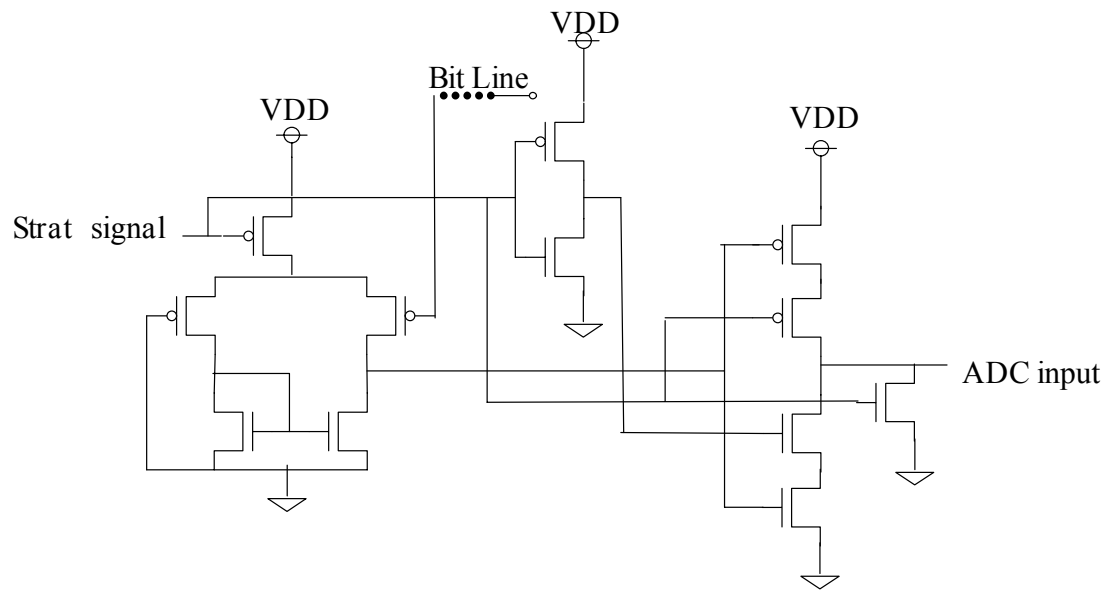 VDD
Bit Line
VDD
VDD
Strat signal
ADC input